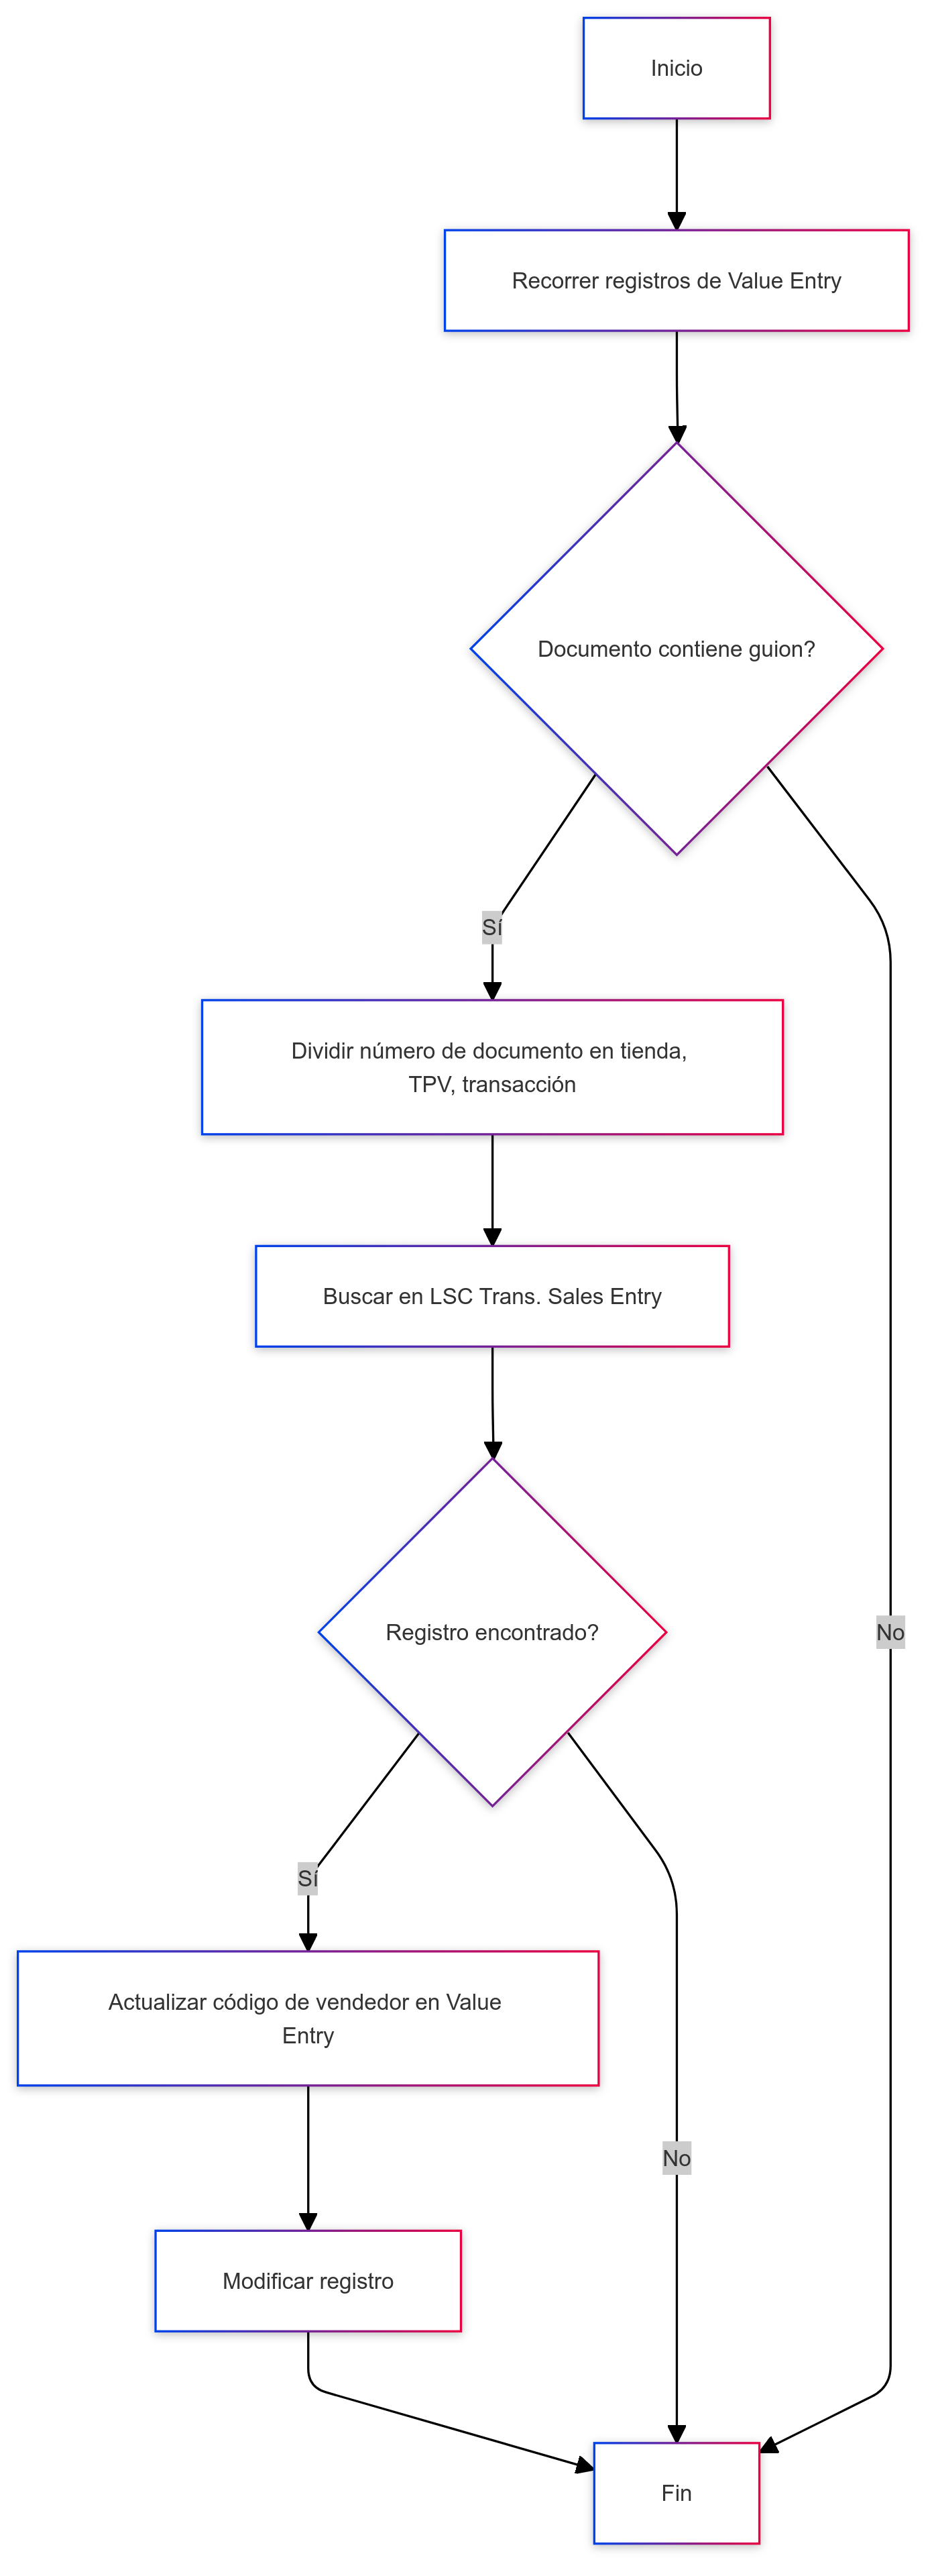 Inicio
Recorrer registros de Value Entry
Documento contiene guion?
Sí
Dividir número de documento en tienda,
TPV, transacción
Buscar en LSC Trans. Sales Entry
Registro encontrado?
No
Sí
Actualizar código de vendedor en Value
Entry
No
Modificar registro
Fin